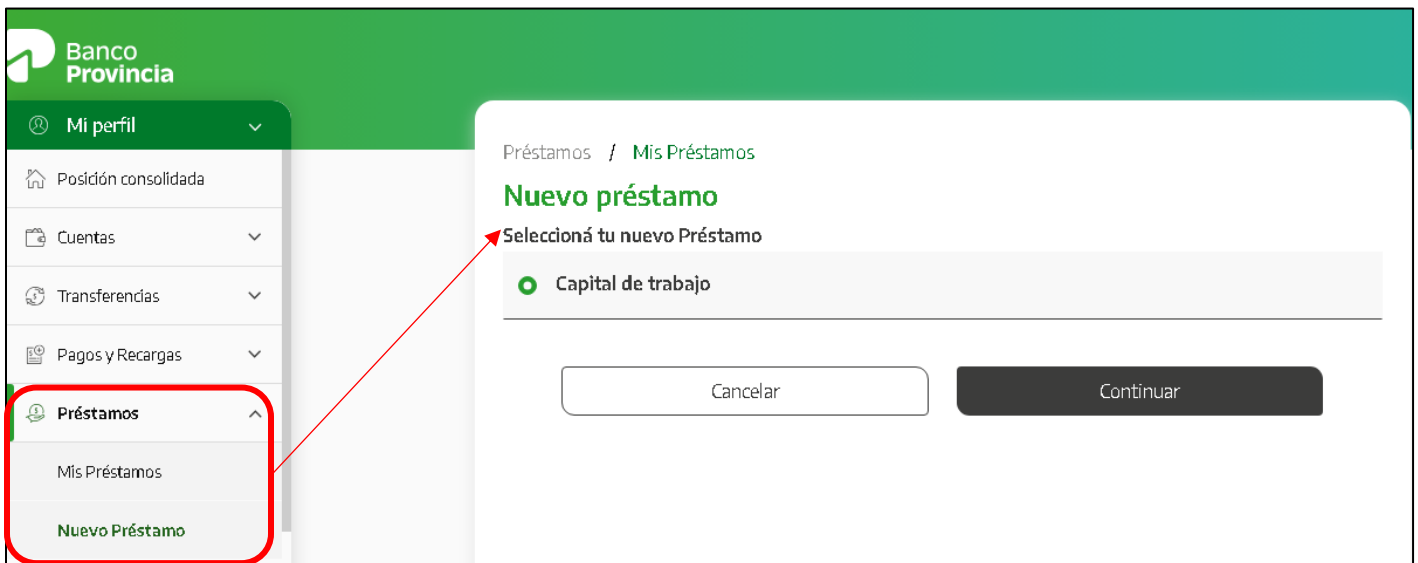 Banco
Provincia
Mi perfil
Posición consolidada
Cuentas
Transferencias
Pagos y Recargas
Préstamos
Mis Préstamos
Nuevo Préstamo
Préstamos / Mis Préstamos
Nuevo préstamo
Seleccioná tu nuevo Préstamo
Capital de trabajo
Cancelar
Continuar